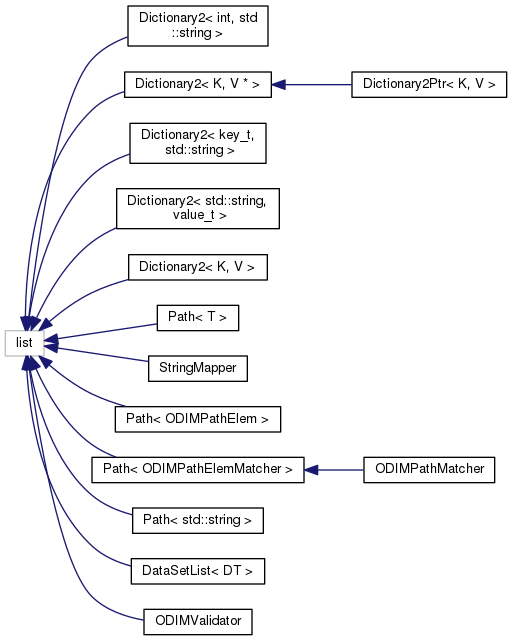 Dictionary2< int, std
::string >
Dictionary2< K, V * >
Dictionary2Ptr< K, V >
Dictionary2< key_t,
std::string >
Dictionary2< std::string,
value_t >
Dictionary2< K, V >
Path< T >
list
StringMapper
Path< ODIMPathElem >
Path< ODIMPathElemMatcher >
ODIMPathMatcher
Path< std::string >
DataSetList< DT >
ODIMValidator